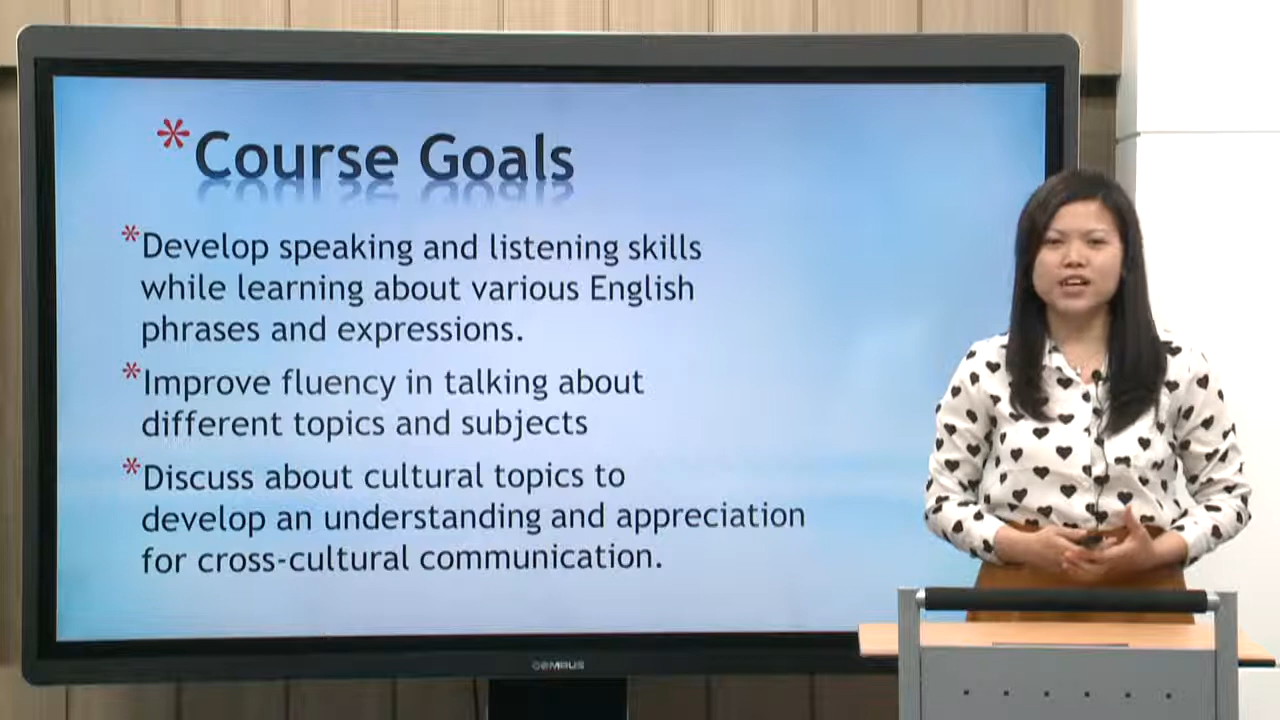 *Course Goals
*Develop speaking and listening skills
while learning about various English
phrases and expressions.
*Improve fluency in talking about
different topics and subjects
*Discuss about cultural topics to
develop an understanding and appreciation
for cross-cultural communication.